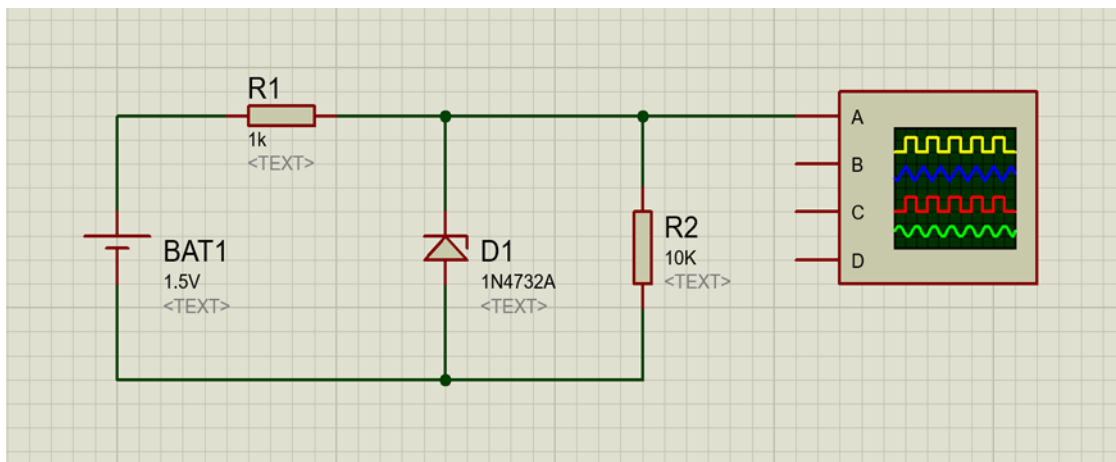 R1
1k
<TEXT>
BAT1
1.5V
<TEXT>
D1
1N4732A
<TEXT>
R2
10K
<TEXT>
A
B
C
D